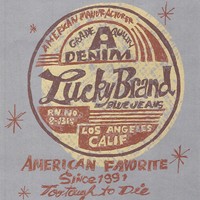 AMERICAN MANUFACTURER
GRADE A QUALITY
DENIM
Lucky Brand
BLUE JEANS
RN.NO.
LOS ANGELES
CALIF
AMERICAN FAVORITE
Since 1991
Too tough to Die